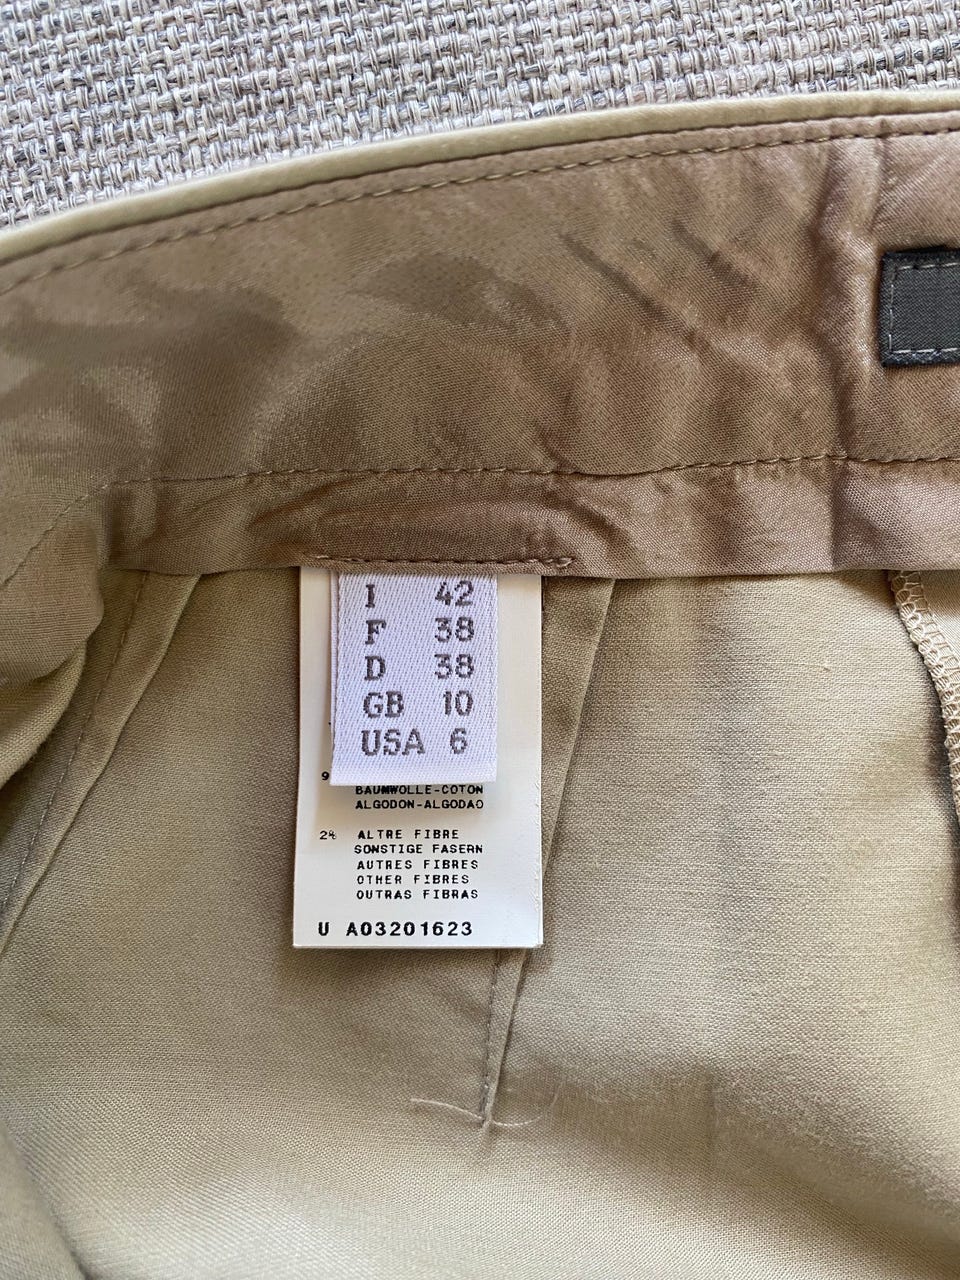 I 42
F 38
D 38
GB 10
USA 6
9
BAUMWOLLE-COTON
ALGODON-ALGODAO
2% ALTRE FIBRE
SONSTIGE FASERN
AUTRES FIBRES
OTHER FIBRES
OUTRAS FIBRAS
U A03201623